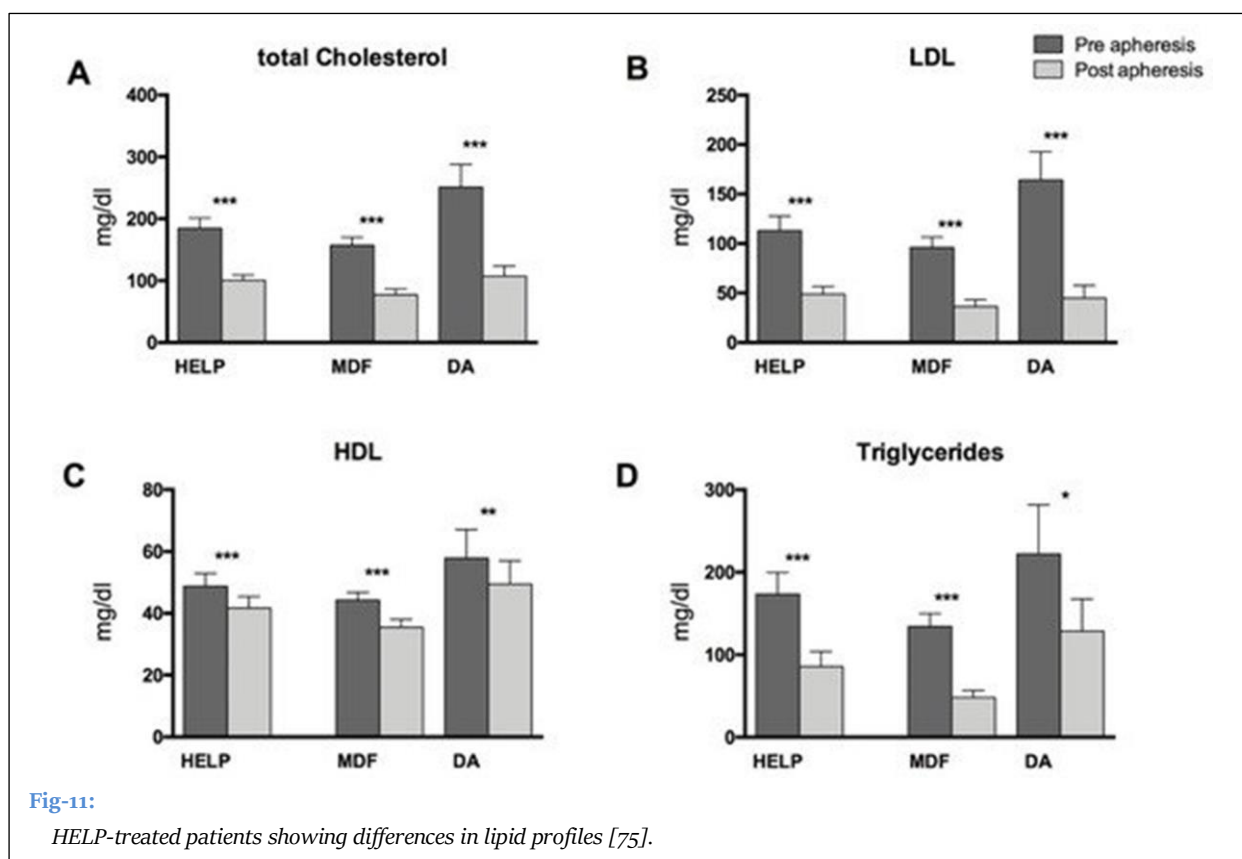 A
total Cholesterol
400
300
200
100
0
mg/dl
***
***
***
HELP
MDF
DA
B
LDL
Pre apheresis
Post apheresis
250
200
150
100
50
0
mg/dl
***
***
***
HELP
MDF
DA
C
HDL
80
60
40
20
0
mg/dl
***
***
**
HELP
MDF
DA
D
Triglycerides
300
200
100
0
mg/dl
***
***
*
HELP
MDF
DA
Fig-11:
HELP-treated patients showing differences in lipid profiles [75].